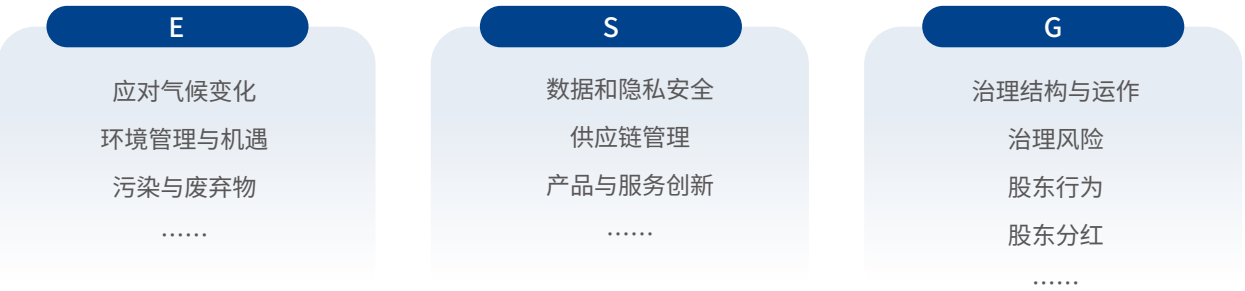 E
应对气候变化
环境管理与机遇
污染与废弃物
……
S
数据和隐私安全
供应链管理
产品与服务创新
……
G
治理结构与运作
治理风险
股东行为
股东分红
……